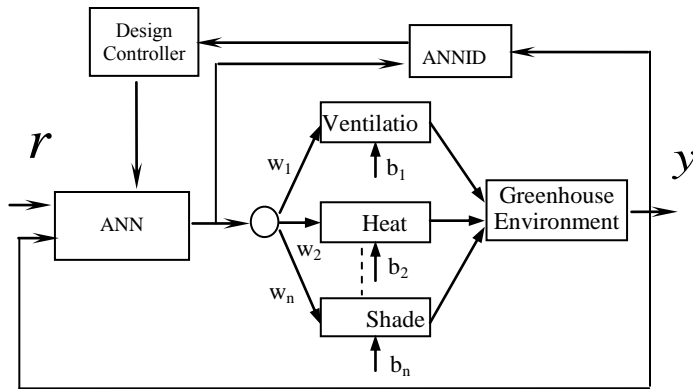 Design
Controller
ANNID
r
Ventilatio
w1
b1
y
ANN
Heat
Greenhouse
Environment
w2
b2
wn
Shade
bn